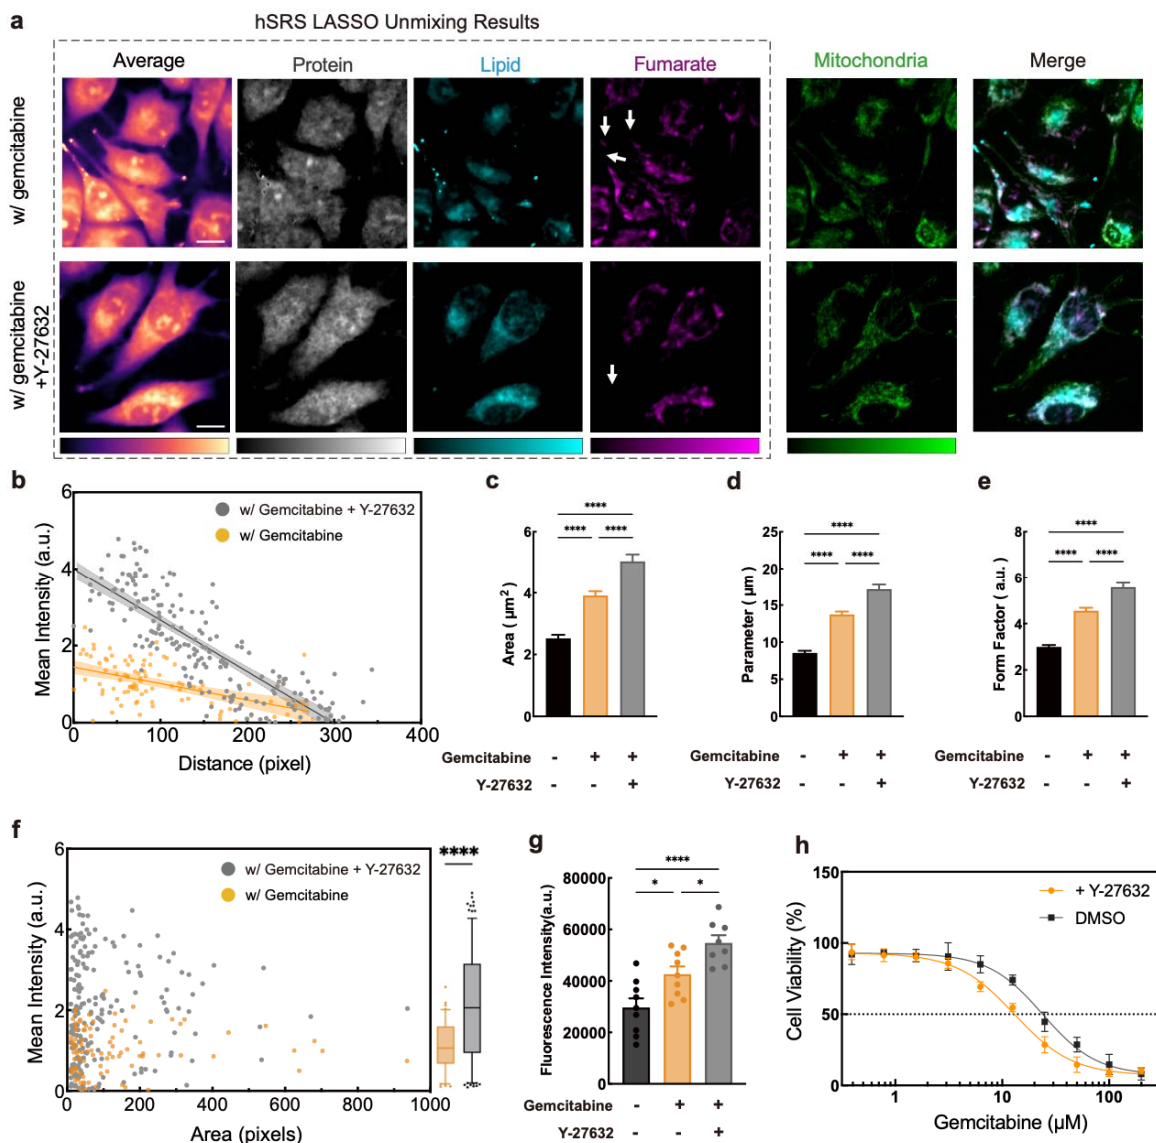 a
hSRS LASSO Unmixing Results
Average Protein Lipid Fumarate Mitochondria Merge
w/ gemcitabine
w/ gemcitabine
+Y-27632
b
Mean Intensity (a.u.)
6
4
2
0
w/ Gemcitabine + Y-27632
w/ Gemcitabine
0 100 200 300 400
Distance (pixel)
c
****
**** ****
Area ( μm²)
6
4
2
0
Gemcitabine - + +
Y-27632 - - +
d
****
**** ****
Parameter ( μm)
25
20
15
10
5
0
Gemcitabine - + +
Y-27632 - - +
e
****
**** ****
Form Factor ( a.u.)
8
6
4
2
0
Gemcitabine - + +
Y-27632 - - +
f
Mean Intensity (a.u.)
6
4
2
0
w/ Gemcitabine + Y-27632
w/ Gemcitabine
****
0 200 400 600 800 1000
Area (pixels)
g
****
* *
Fluorescence Intensity(a.u.)
80000
60000
40000
20000
0
Gemcitabine - + +
Y-27632 - - +
h
Cell Viability (%)
150
100
50
0
+ Y-27632
DMSO
1 10 100
Gemcitabine (μM)